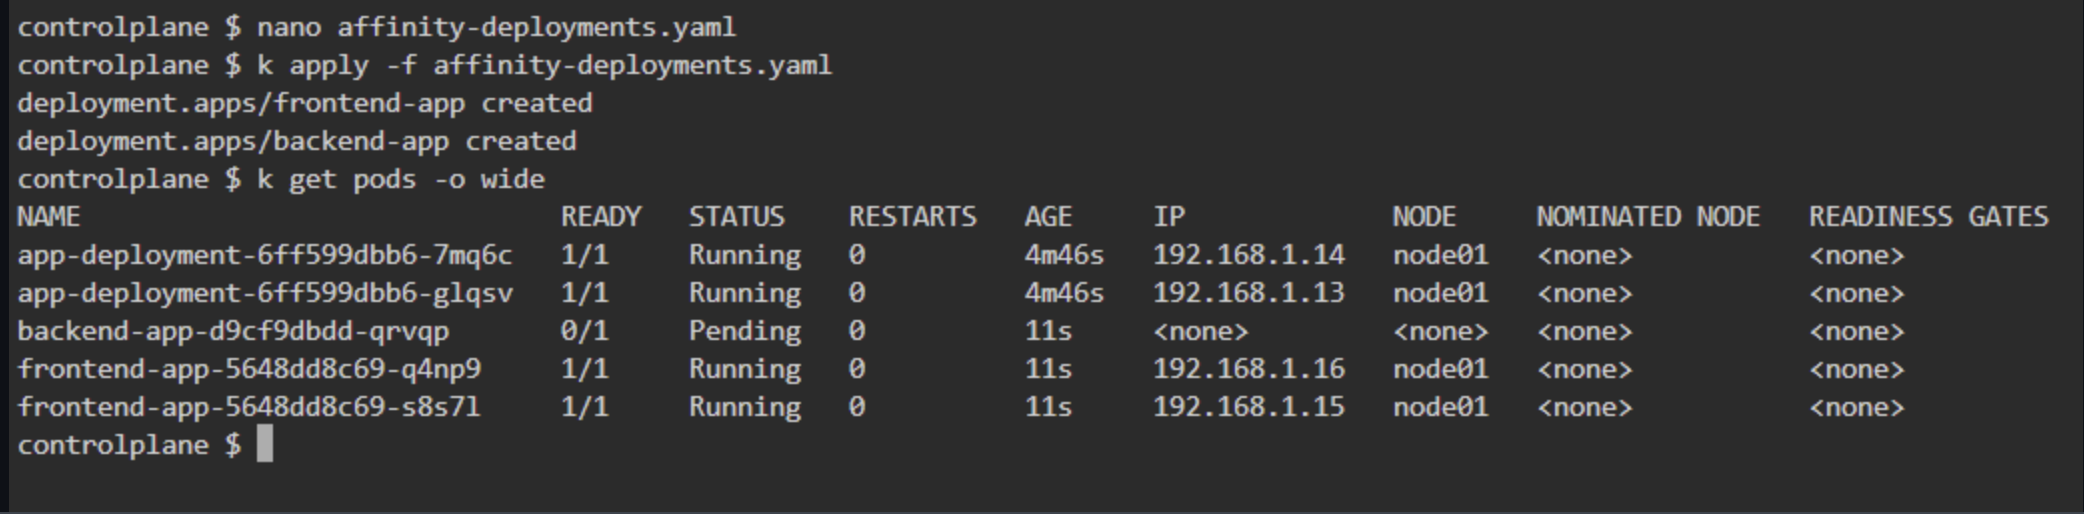 controlplane $ nano affinity-deployments.yaml
controlplane $ k apply -f affinity-deployments.yaml
deployment.apps/frontend-app created
deployment.apps/backend-app created
controlplane $ k get pods -o wide
NAME                              READY   STATUS    RESTARTS   AGE     IP             NODE     NOMINATED NODE   READINESS GATES
app-deployment-6ff599dbb6-7mq6c   1/1     Running   0          4m46s   192.168.1.14   node01   <none>           <none>
app-deployment-6ff599dbb6-glqsv   1/1     Running   0          4m46s   192.168.1.13   node01   <none>           <none>
backend-app-d9cf9dbdd-qrvqp       0/1     Pending   0          11s     <none>         <none>   <none>           <none>
frontend-app-5648dd8c69-q4np9     1/1     Running   0          11s     192.168.1.16   node01   <none>           <none>
frontend-app-5648dd8c69-s8s7l     1/1     Running   0          11s     192.168.1.15   node01   <none>           <none>
controlplane $